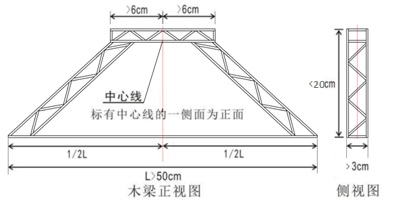 >6cm >6cm
中心线
标有中心线的一侧面为正面
<20cm
1/2L 1/2L
L>50cm
>3cm
木梁正视图 侧视图